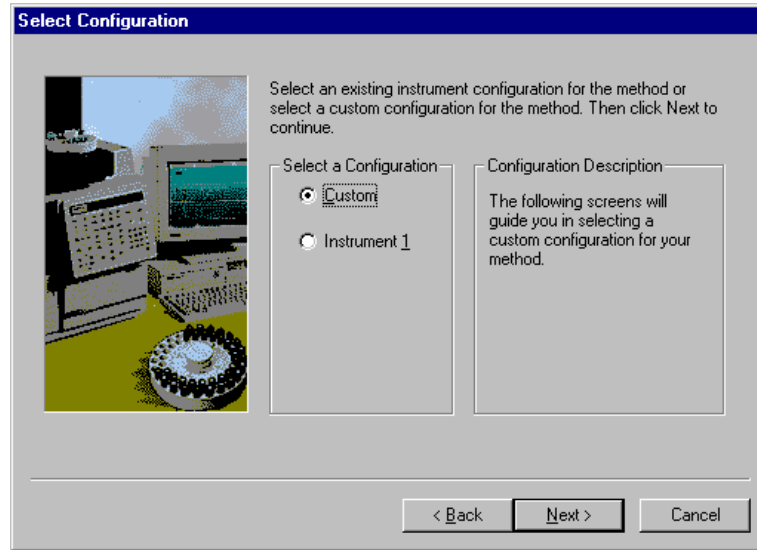 Select Configuration
Select an existing instrument configuration for the method or
select a custom configuration for the method. Then click Next to
continue.
Select a Configuration
Custom
Instrument 1
Configuration Description
The following screens will
guide you in selecting a
custom configuration for your
method.
< Back
Next >
Cancel